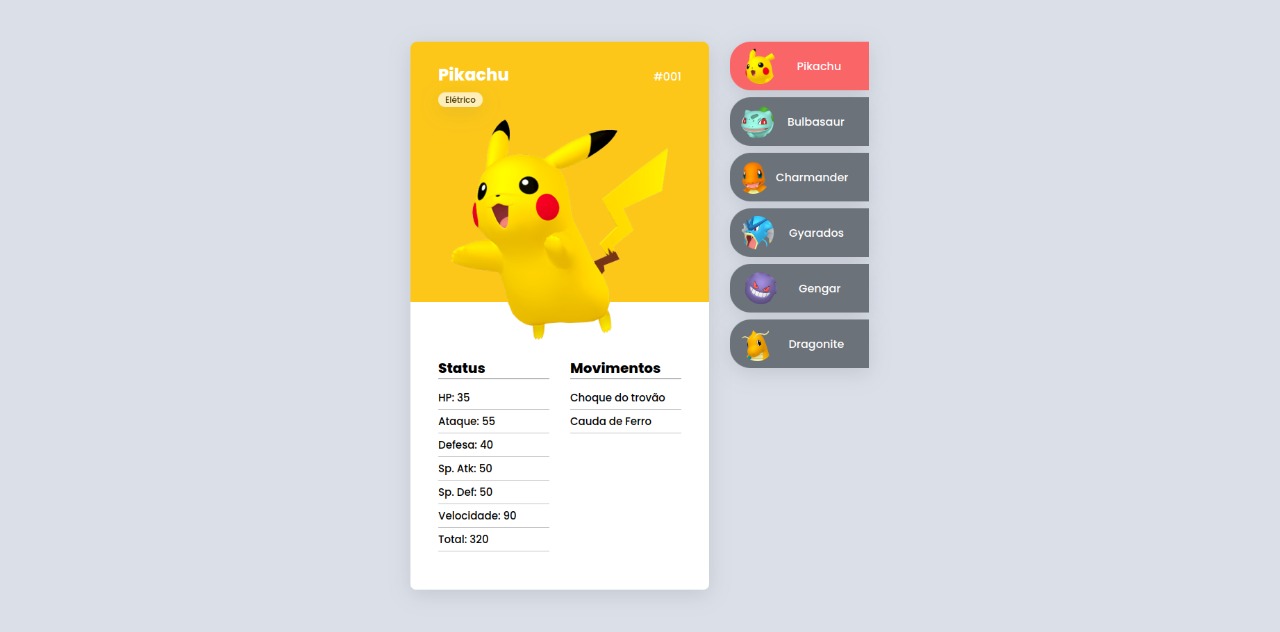 Pikachu
#001
Elétrico
Status
HP: 35
Ataque: 55
Defesa: 40
Sp. Atk: 50
Sp. Def: 50
Velocidade: 90
Total: 320
Movimentos
Choque do trovão
Cauda de Ferro
Pikachu
Bulbasaur
Charmander
Gyarados
Gengar
Dragonite